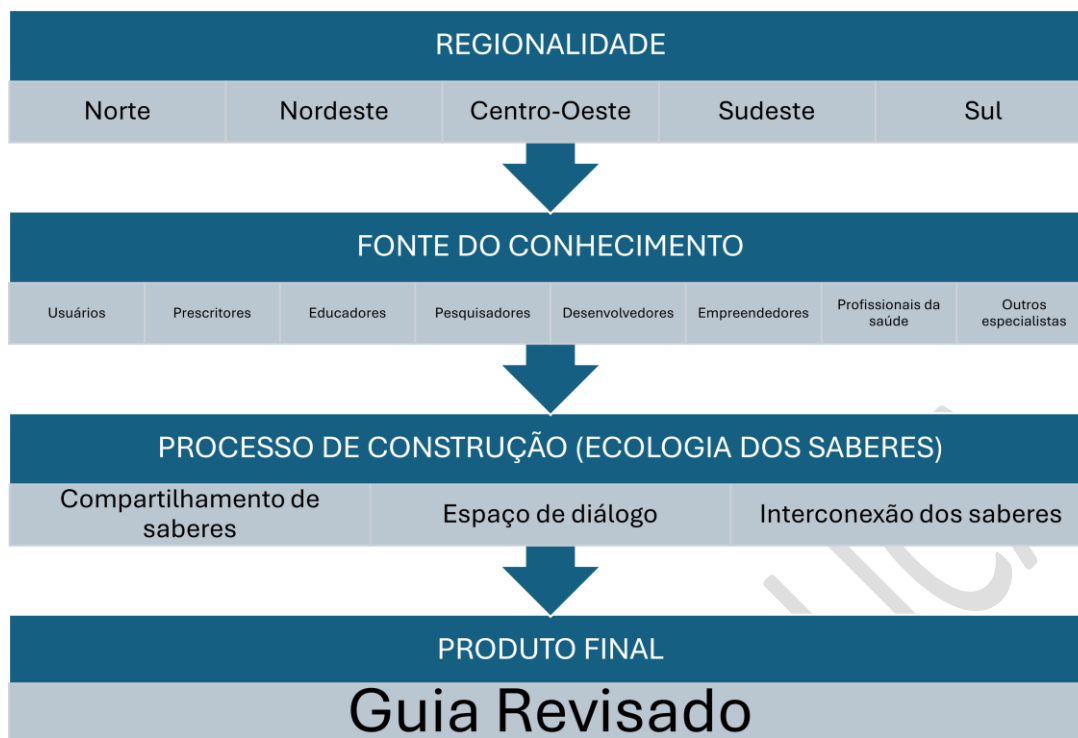 REGIONALIDADE
Norte Nordeste Centro-Oeste Sudeste Sul
FONTE DO CONHECIMENTO
Usuários Prescritores Educadores Pesquisadores Desenvolvedores Empreendedores Profissionais da saúde Outros especialistas
PROCESSO DE CONSTRUÇÃO (ECOLOGIA DOS SABERES)
Compartilhamento de saberes Espaço de diálogo Interconexão dos saberes
PRODUTO FINAL
Guia Revisado